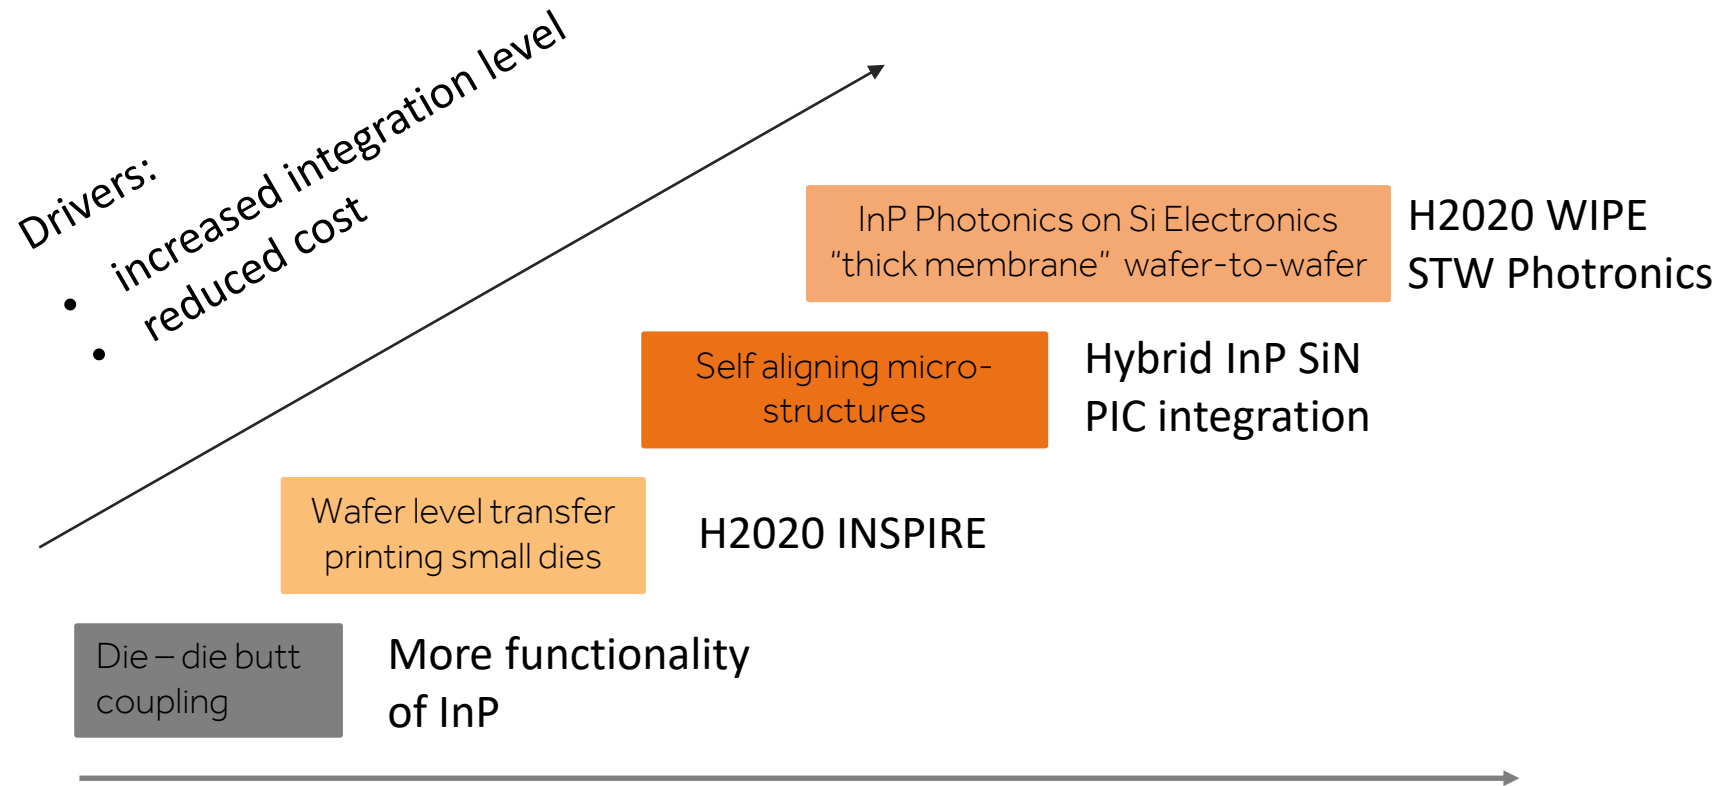 Drivers:
• increased integration level
• reduced cost
InP Photonics on Si Electronics
"thick membrane" wafer-to-wafer
H2020 WIPE
STW Photronics
Self aligning micro-
structures
Hybrid InP SiN
PIC integration
Wafer level transfer
printing small dies
H2020 INSPIRE
Die – die butt
coupling
More functionality
of InP